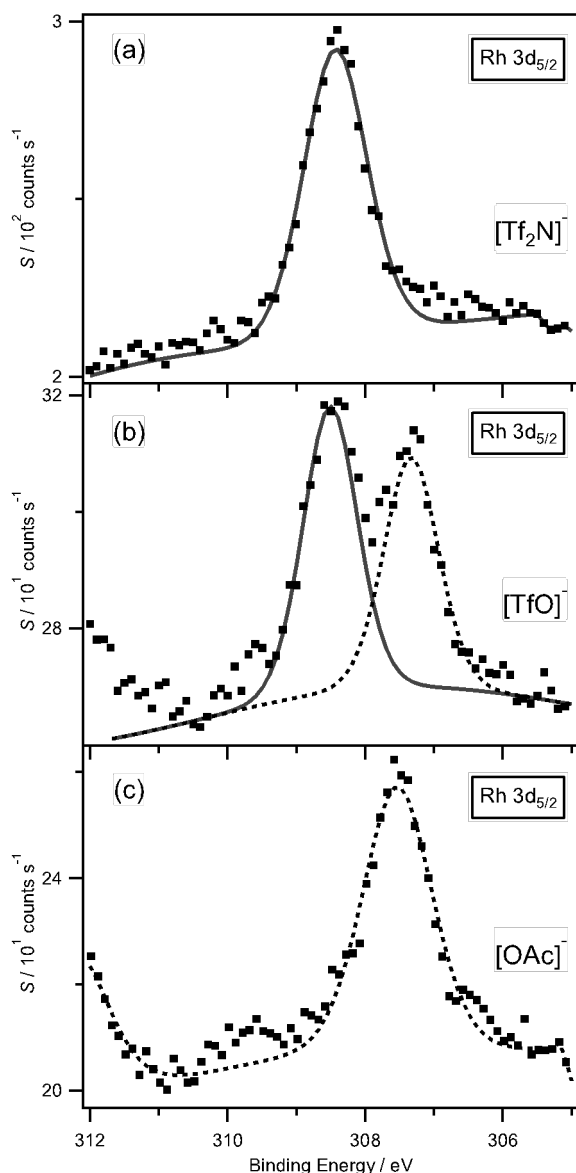 3
(a)
Rh 3d5/2
S / 10² counts s⁻¹
[Tf₂N]⁻
2
32
(b)
Rh 3d5/2
S / 10¹ counts s⁻¹
[TfO]⁻
28
(c)
Rh 3d5/2
24
S / 10¹ counts s⁻¹
[OAc]⁻
20
312 310 308 306
Binding Energy / eV